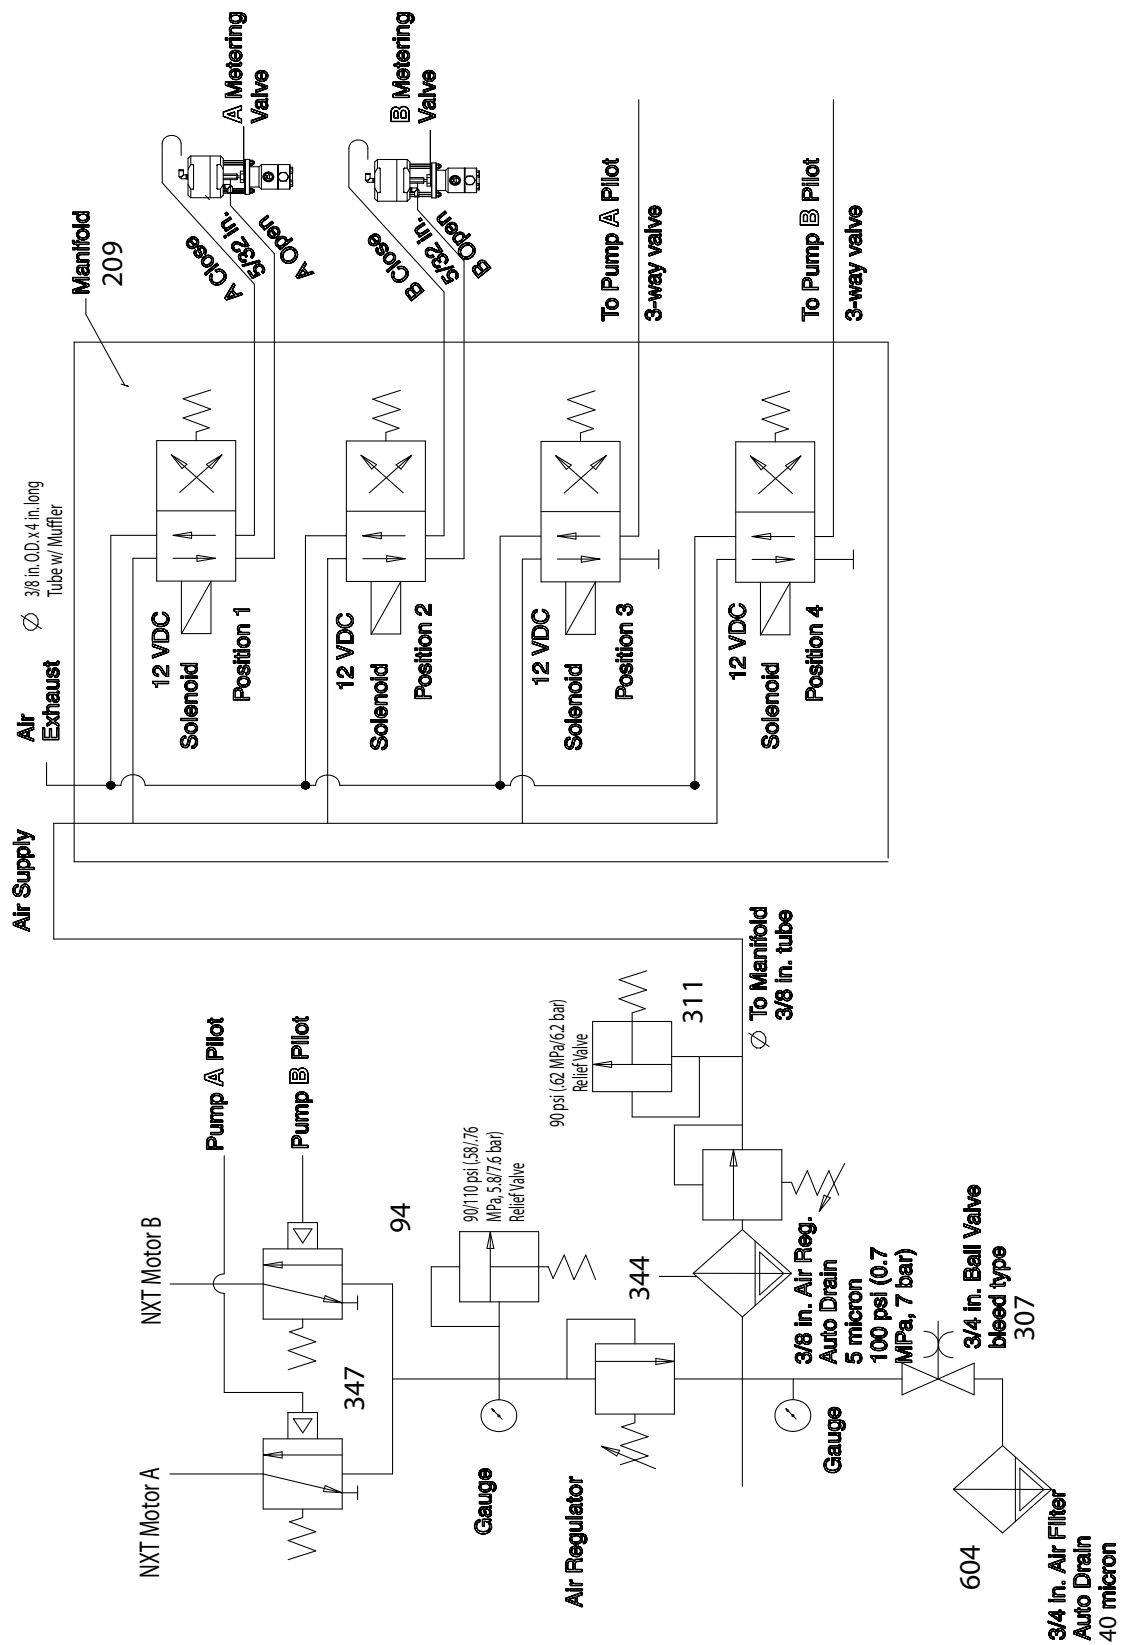 Air Supply
Air
Exhaust
Ø 3/8 in. O.D. x 4 in. long
Tube w/ Muffler
Manifold
209
A Metering
Valve
A Close
5/32 in.
A Open
B Metering
Valve
B Close
5/32 in.
B Open
To Pump A Pilot
3-way valve
To Pump B Pilot
3-way valve
12 VDC
Solenoid
Position 1
12 VDC
Solenoid
Position 2
12 VDC
Solenoid
Position 3
12 VDC
Solenoid
Position 4
NXT Motor A
NXT Motor B
Pump A Pilot
Pump B Pilot
347
94
90/110 psi (.58/.76
MPa, 5.8/7.6 bar)
Relief Valve
90 psi (.62 MPa/6.2 bar)
Relief Valve
311
Ø To Manifold
3/8 in. tube
Gauge
Air Regulator
344
3/8 in. Air Reg.
Auto Drain
5 micron
100 psi (0.7
MPa, 7 bar)
Gauge
3/4 in. Ball Valve
bleed type
307
604
3/4 in. Air Filter
Auto Drain
40 micron